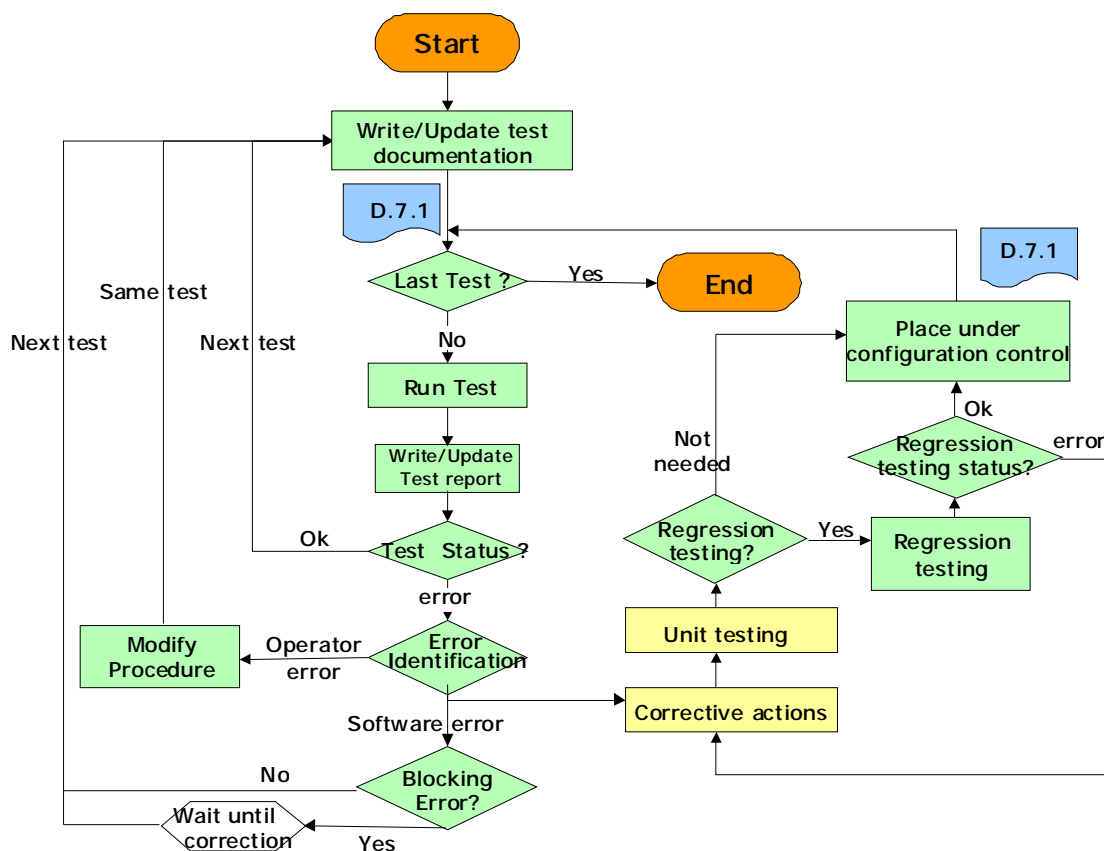 Start
Write/Update test
documentation
D.7.1
D.7.1
Last Test ?
Yes
End
Same test
Next test
Next test
No
Place under
configuration control
Run Test
Ok
Not
needed
Regression
testing status?
error
Write/Update
Test report
Regression
testing?
Yes
Regression
testing
Ok
Test Status ?
error
Unit testing
Modify
Procedure
Operator
error
Error
Identification
Corrective actions
Software error
No
Blocking
Error?
Wait until
correction
Yes